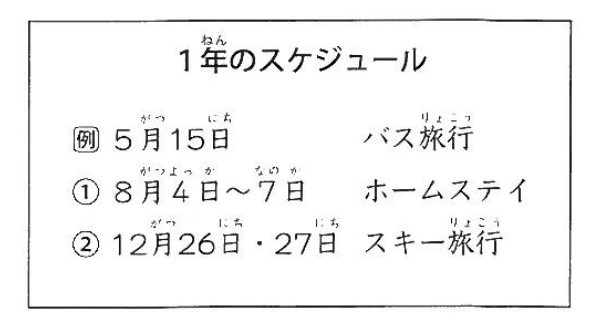 1年のスケジュール
例 5月15日 バス旅行
① 8月4日～7日 ホームステイ
② 12月26日・27日 スキー旅行